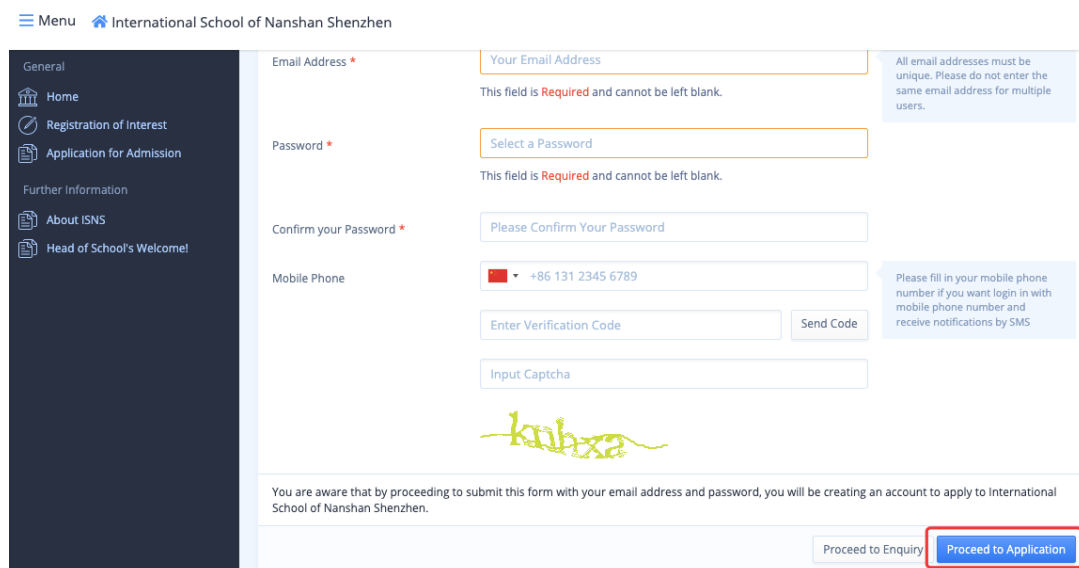 Menu International School of Nanshan Shenzhen
General
Home
Registration of Interest
Application for Admission
Further Information
About ISNS
Head of School's Welcome!
Email Address *
Your Email Address
This field is Required and cannot be left blank.
All email addresses must be
unique. Please do not enter the
same email address for multiple
users.
Password *
Select a Password
This field is Required and cannot be left blank.
Confirm your Password *
Please Confirm Your Password
Mobile Phone
+86 131 2345 6789
Please fill in your mobile phone
number if you want login in with
mobile phone number and
receive notifications by SMS
Enter Verification Code
Send Code
Input Captcha
knhxa
You are aware that by proceeding to submit this form with your email address and password, you will be creating an account to apply to International
School of Nanshan Shenzhen.
Proceed to Enquiry
Proceed to Application